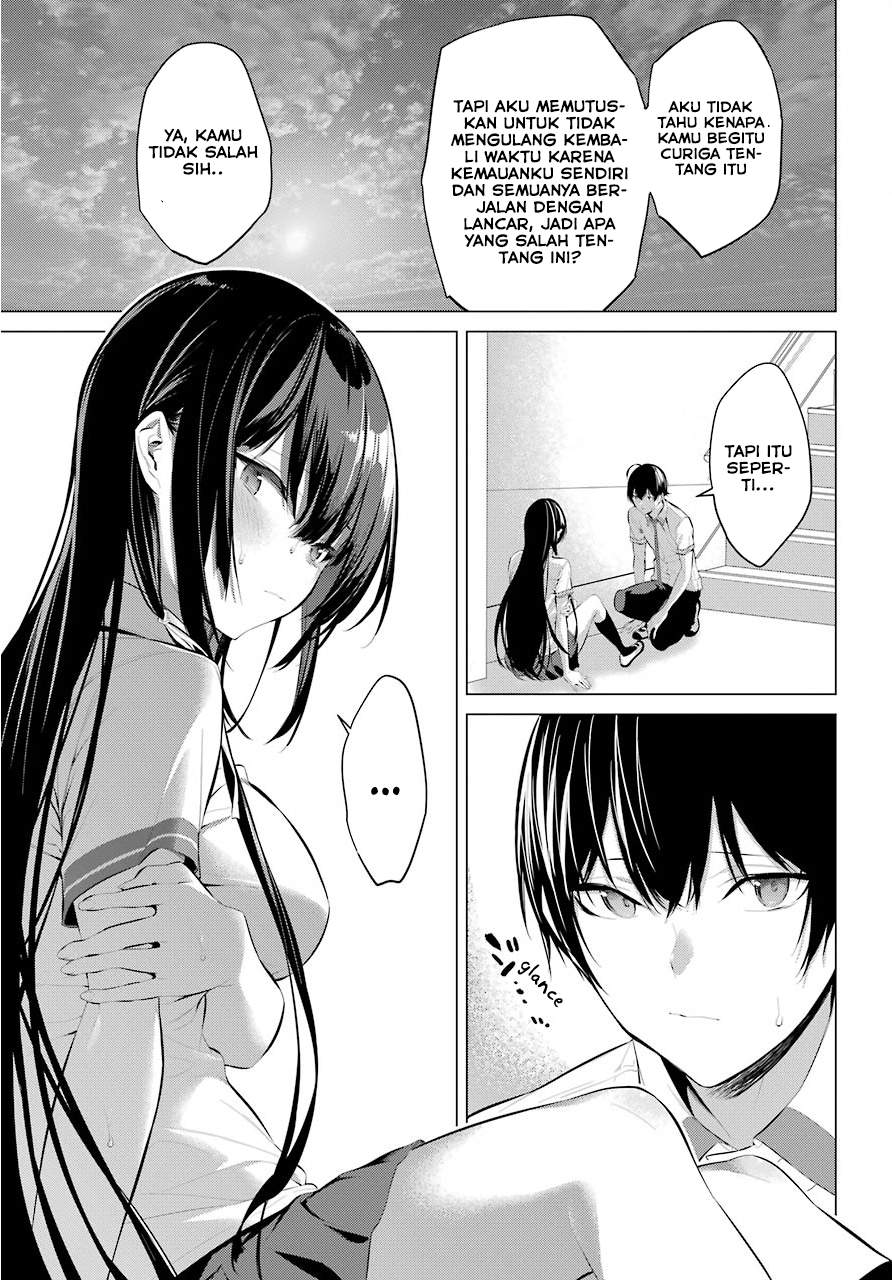 AKU TIDAK
TAHU KENAPA
KAMU BEGITU
CURIGA TEN-
TANG ITU
TAPI AKU MEMUTUS-
KAN UNTUK TIDAK
MENGULANG KEMBA-
LI WAKTU KARENA
KEMAUANKU SENDIRI
DAN SEMUANYA BER-
JALAN DENGAN
LANCAR, JADI APA
YANG SALAH TEN-
TANG INI?
YA, KAMU
TIDAK SALAH
SIH..
TAPI ITU
SEPER-
TI...
glance
...